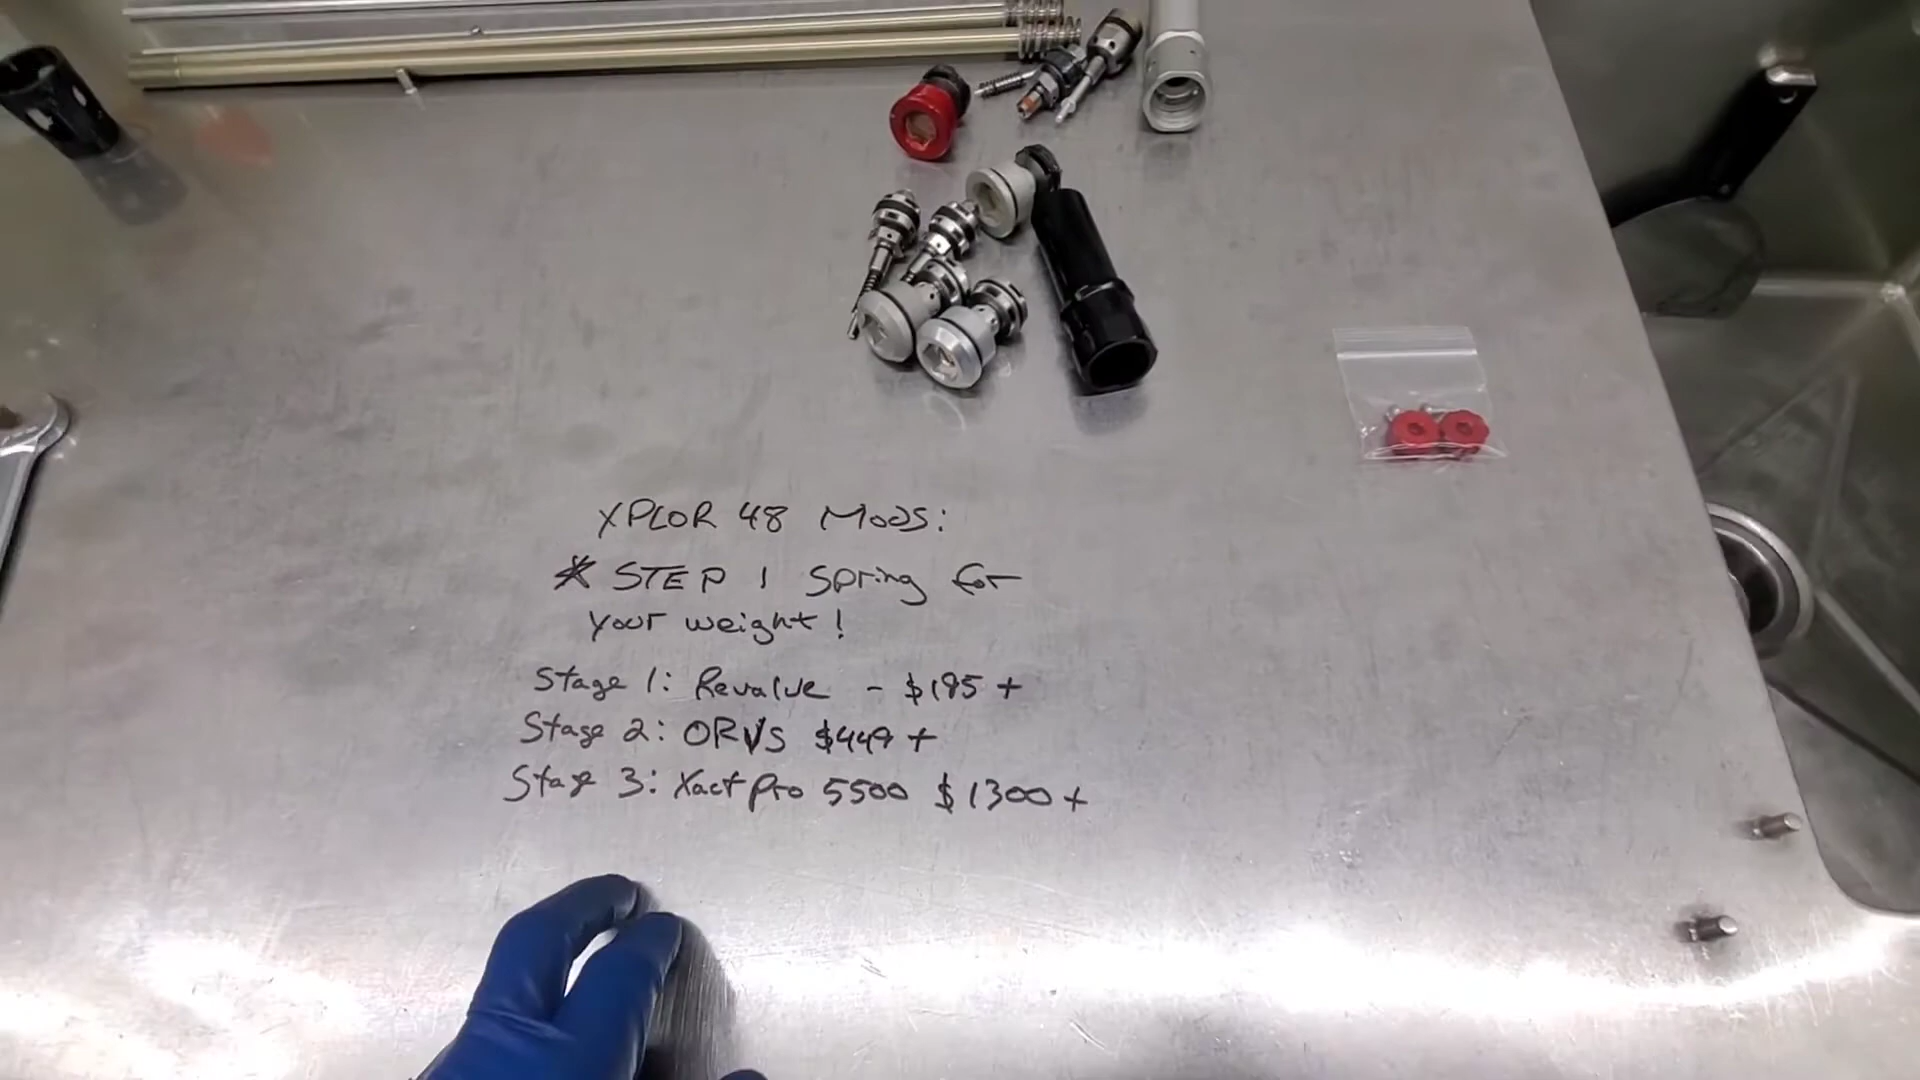 XPLOR 48 MODS:
* STEP 1 Spring for
your weight!
Stage 1: Revalve - $195 +
Stage 2: ORVS $449 +
Stage 3: Xact Pro 5500 $1300 +